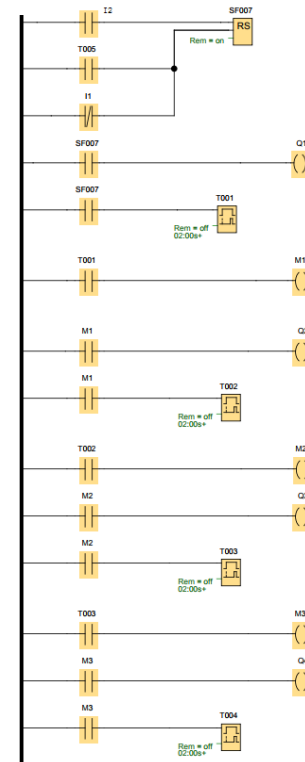 I2
SF007
RS
Rem = on
T005
I1
SF007
Q1
SF007
T001
Rem = off
02:00s+
T001
M1
M1
M1
T002
Rem = off
02:00s+
T002
M2
M2
M2
T003
Rem = off
02:00s+
T003
M3
M3
M3
T004
Rem = off
02:00s+